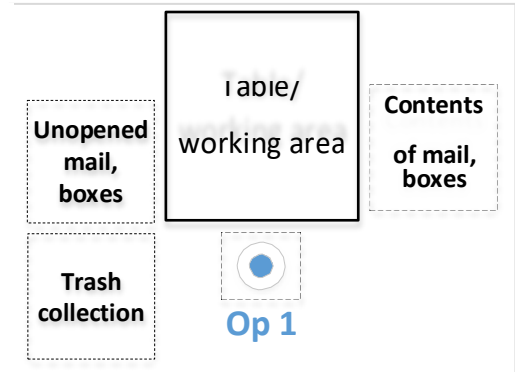 Table/
working area
Unopened
mail,
boxes
Contents
of mail,
boxes
Trash
collection
Op 1